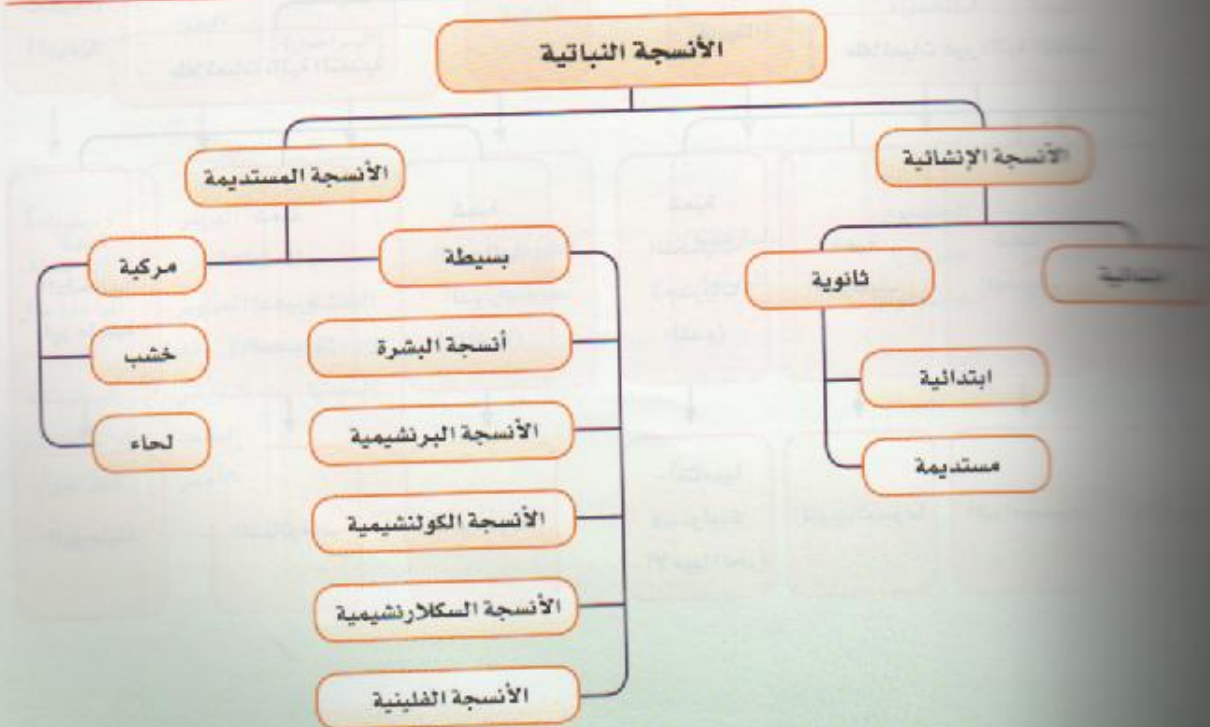 الأنسجة النباتية
الأنسجة الإنشائية
ثانوية
ابتدائية
مستديمة
الأنسجة المستديمة
بسيطة
أنسجة البشرة
الأنسجة البرنشيمية
الأنسجة الكولنشيمية
الأنسجة السكلارنشيمية
الأنسجة الفلينية
مركبة
خشب
لحاء